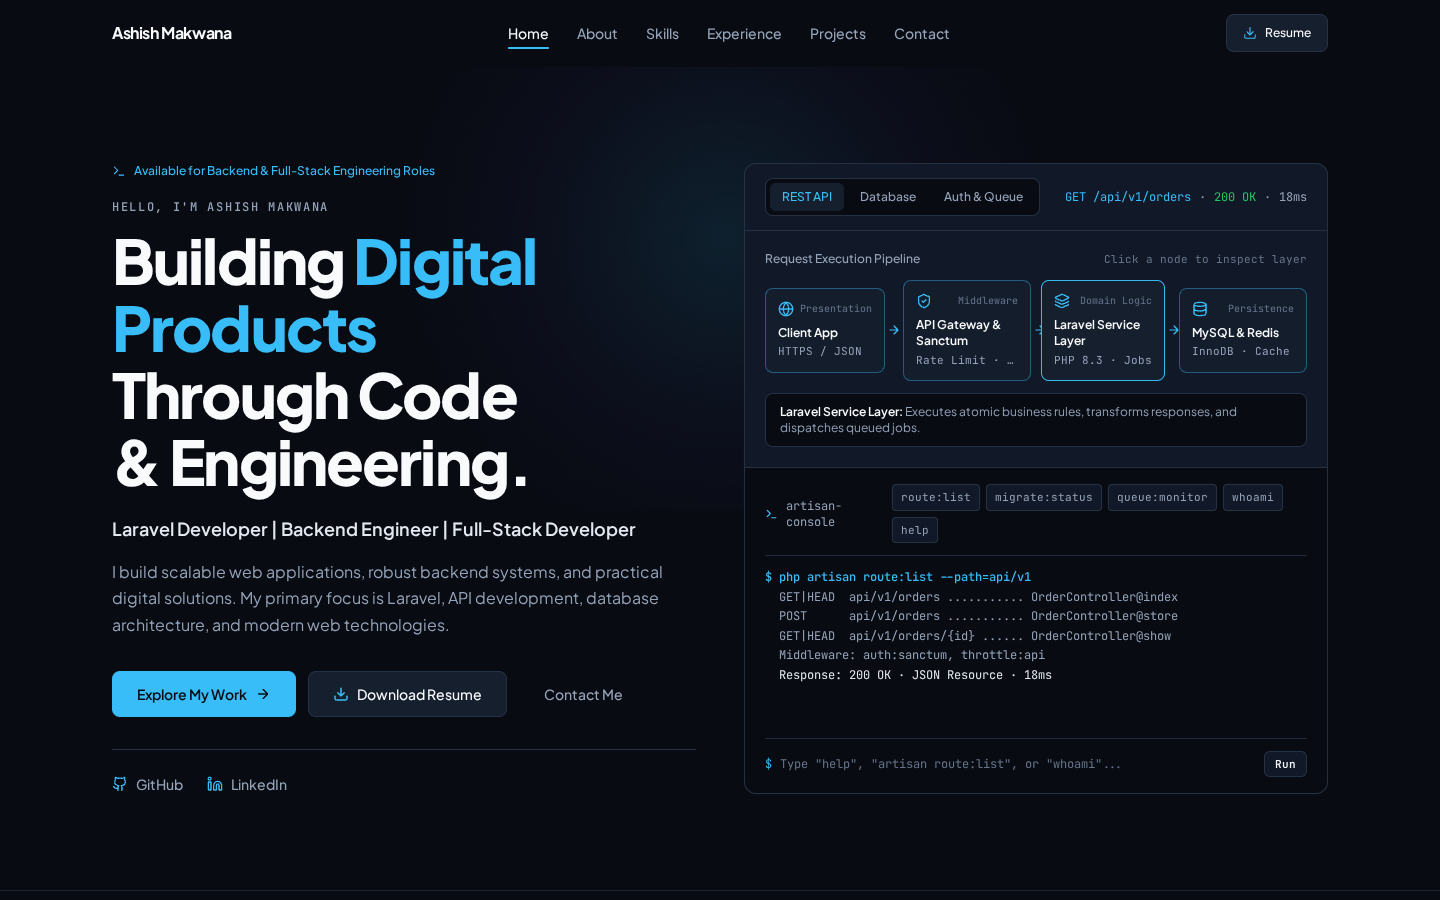 Ashish Makwana
Home
About
Skills
Experience
Projects
Contact
Resume
Available for Backend & Full-Stack Engineering Roles
HELLO, I'M ASHISH MAKWANA
Building Digital
Products
Through Code
& Engineering.
Laravel Developer | Backend Engineer | Full-Stack Developer
I build scalable web applications, robust backend systems, and practical
digital solutions. My primary focus is Laravel, API development, database
architecture, and modern web technologies.
Explore My Work
Download Resume
Contact Me
GitHub
LinkedIn
REST API
Database
Auth & Queue
GET /api/v1/orders · 200 OK · 18ms
Request Execution Pipeline
Click a node to inspect layer
Presentation
Client App
HTTPS / JSON
Middleware
API Gateway &
Sanctum
Rate Limit · …
Domain Logic
Laravel Service
Layer
PHP 8.3 · Jobs
Persistence
MySQL & Redis
InnoDB · Cache
Laravel Service Layer: Executes atomic business rules, transforms responses, and
dispatches queued jobs.
artisan-
console
route:list
migrate:status
queue:monitor
whoami
help
$ php artisan route:list --path=api/v1
GET|HEAD api/v1/orders ........... OrderController@index
POST api/v1/orders ........... OrderController@store
GET|HEAD api/v1/orders/{id} ...... OrderController@show
Middleware: auth:sanctum, throttle:api
Response: 200 OK · JSON Resource · 18ms
$ Type "help", "artisan route:list", or "whoami"...
Run